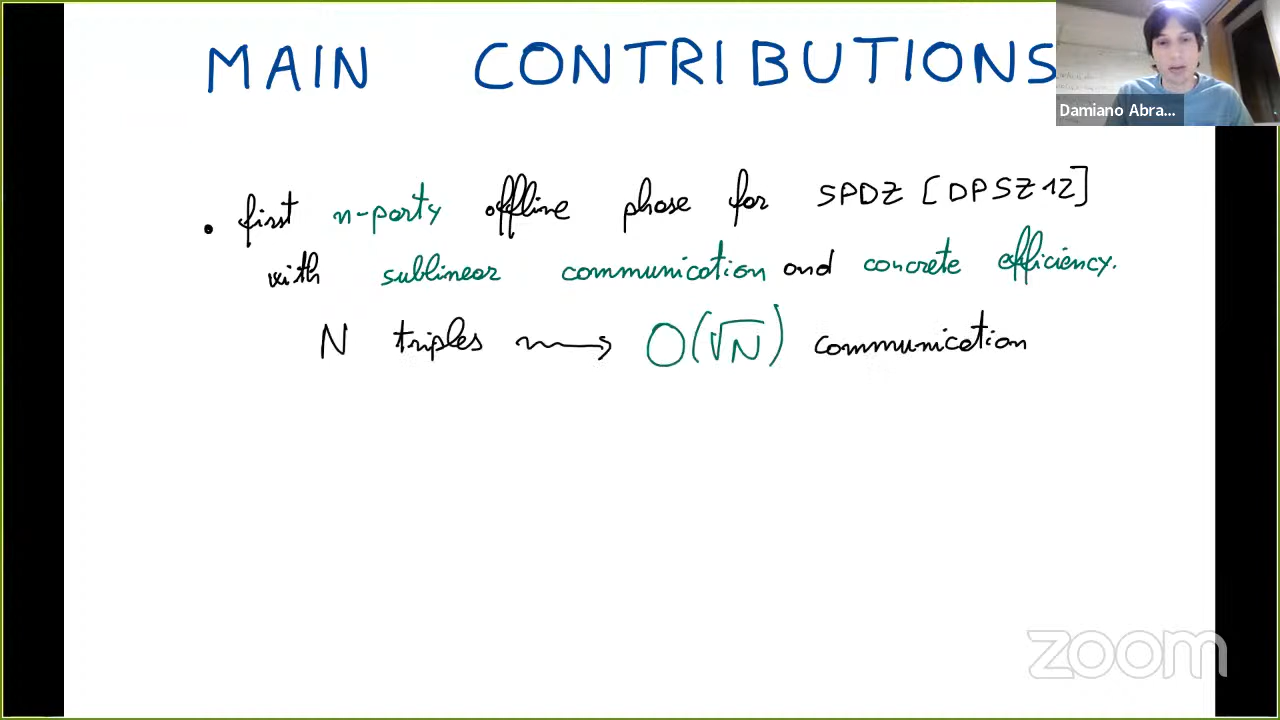 MAIN CONTRIBUTIONS
Damiano Abra...
• first n-party offline phase for SPDZ [DPSZ12]
with sublinear communication and concrete efficiency.
N triples → O(√N) communication
zoom